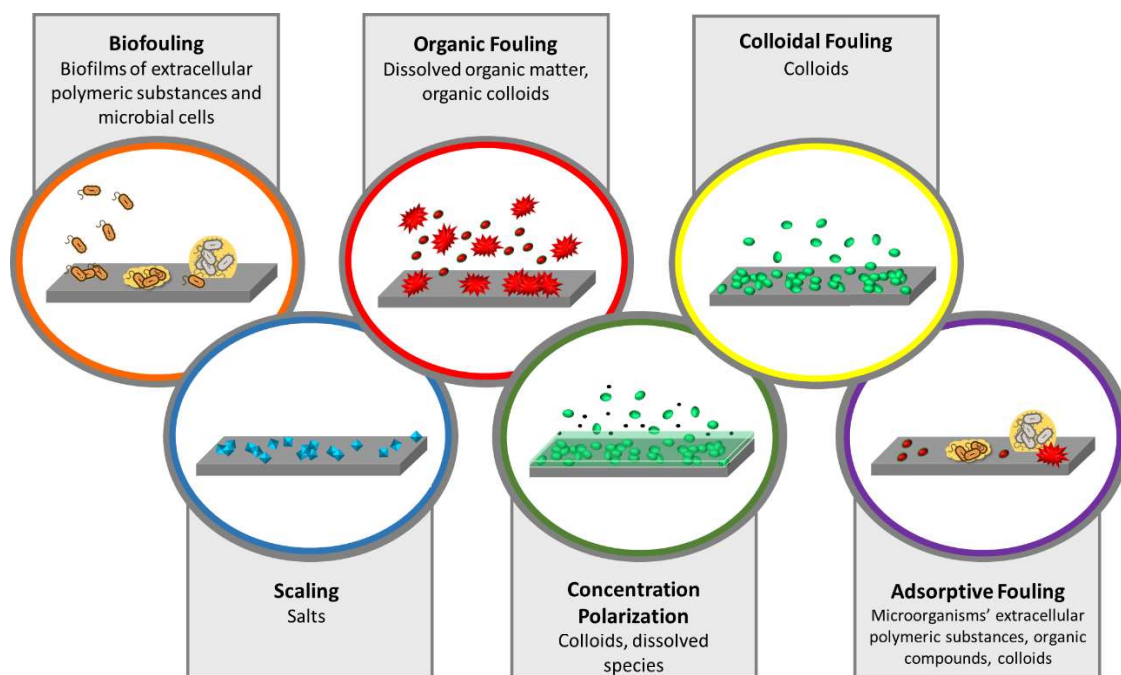 Biofouling
Biofilms of extracellular
polymeric substances and
microbial cells
Organic Fouling
Dissolved organic matter,
organic colloids
Colloidal Fouling
Colloids
Scaling
Salts
Concentration
Polarization
Colloids, dissolved
species
Adsorptive Fouling
Microorganisms’ extracellular
polymeric substances, organic
compounds, colloids